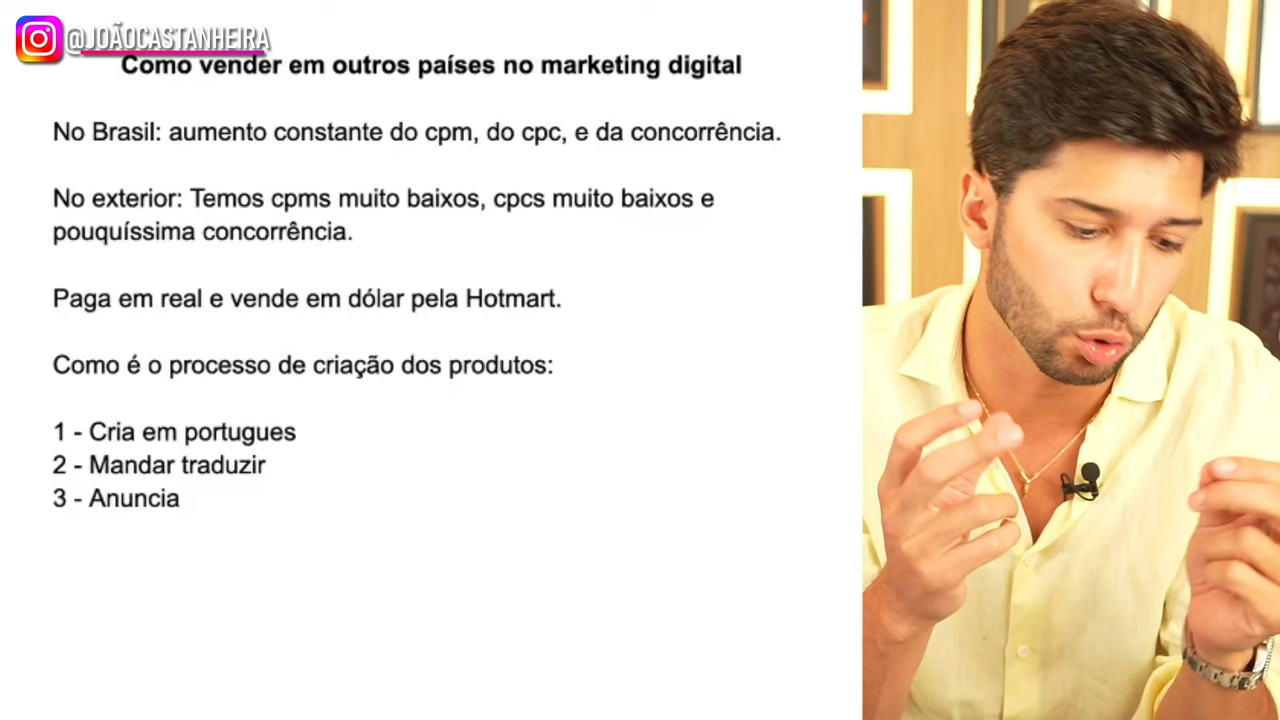 @JOÃOCASTANHEIRA
Como vender em outros países no marketing digital
No Brasil: aumento constante do cpm, do cpc, e da concorrência.
No exterior: Temos cpms muito baixos, cpcs muito baixos e
pouquíssima concorrência.
Paga em real e vende em dólar pela Hotmart.
Como é o processo de criação dos produtos:
1 - Cria em portugues
2 - Mandar traduzir
3 - Anuncia